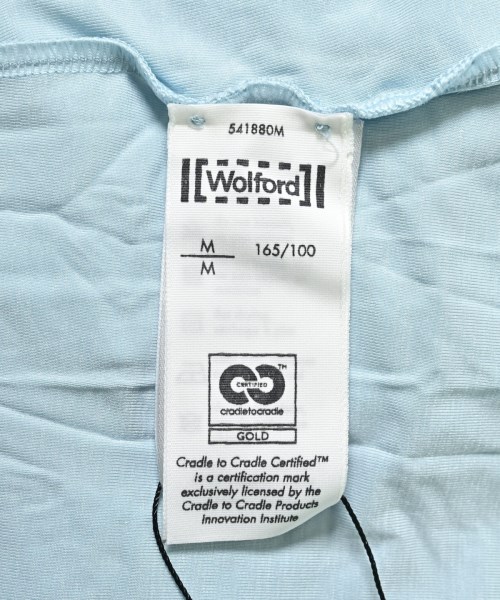 541880M
Wolford
M
M
165/100
CERTIFIED
TM
cradletocradle
GOLD
Cradle to Cradle Certified™
is a certification mark
exclusively licensed by the
Cradle to Cradle Products
Innovation Institute